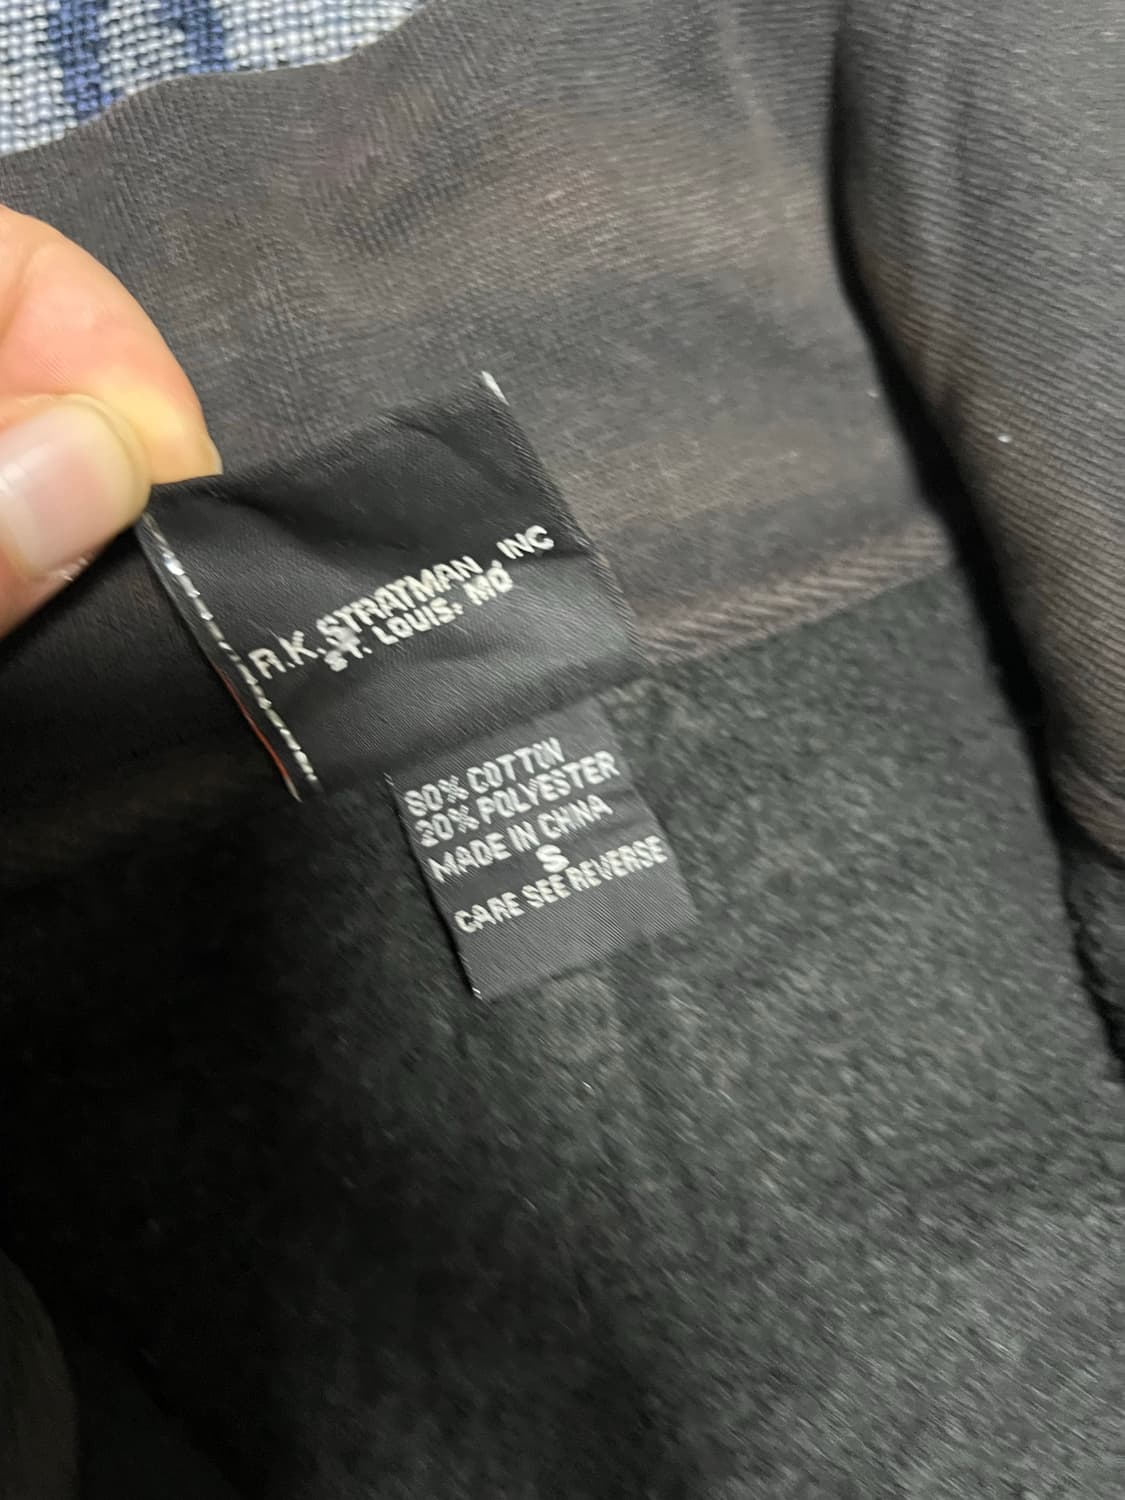 R.K. STRATMAN, INC
ST. LOUIS, MO
80% COTTON
20% POLYESTER
MADE IN CHINA
S
CARE SEE REVERSE